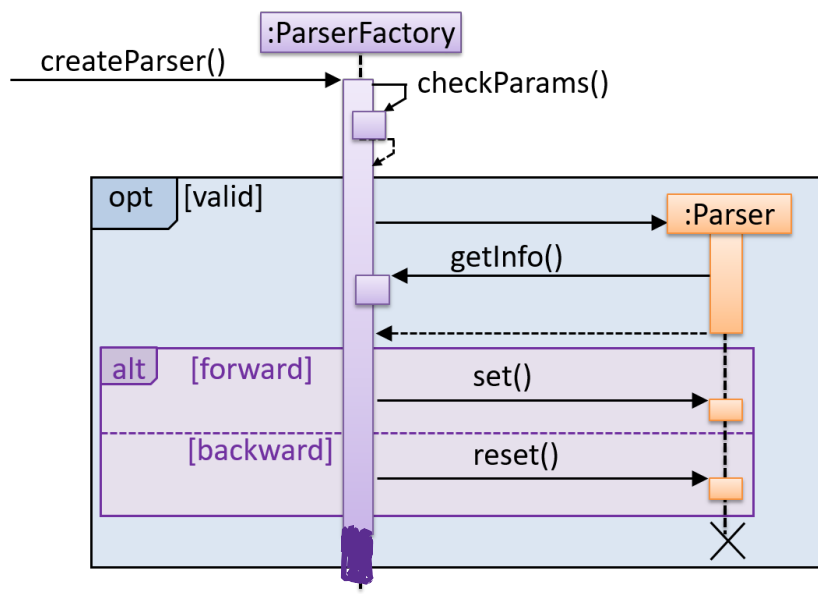 :ParserFactory
createParser()
checkParams()
opt [valid]
:Parser
getInfo()
alt [forward]
set()
[backward]
reset()